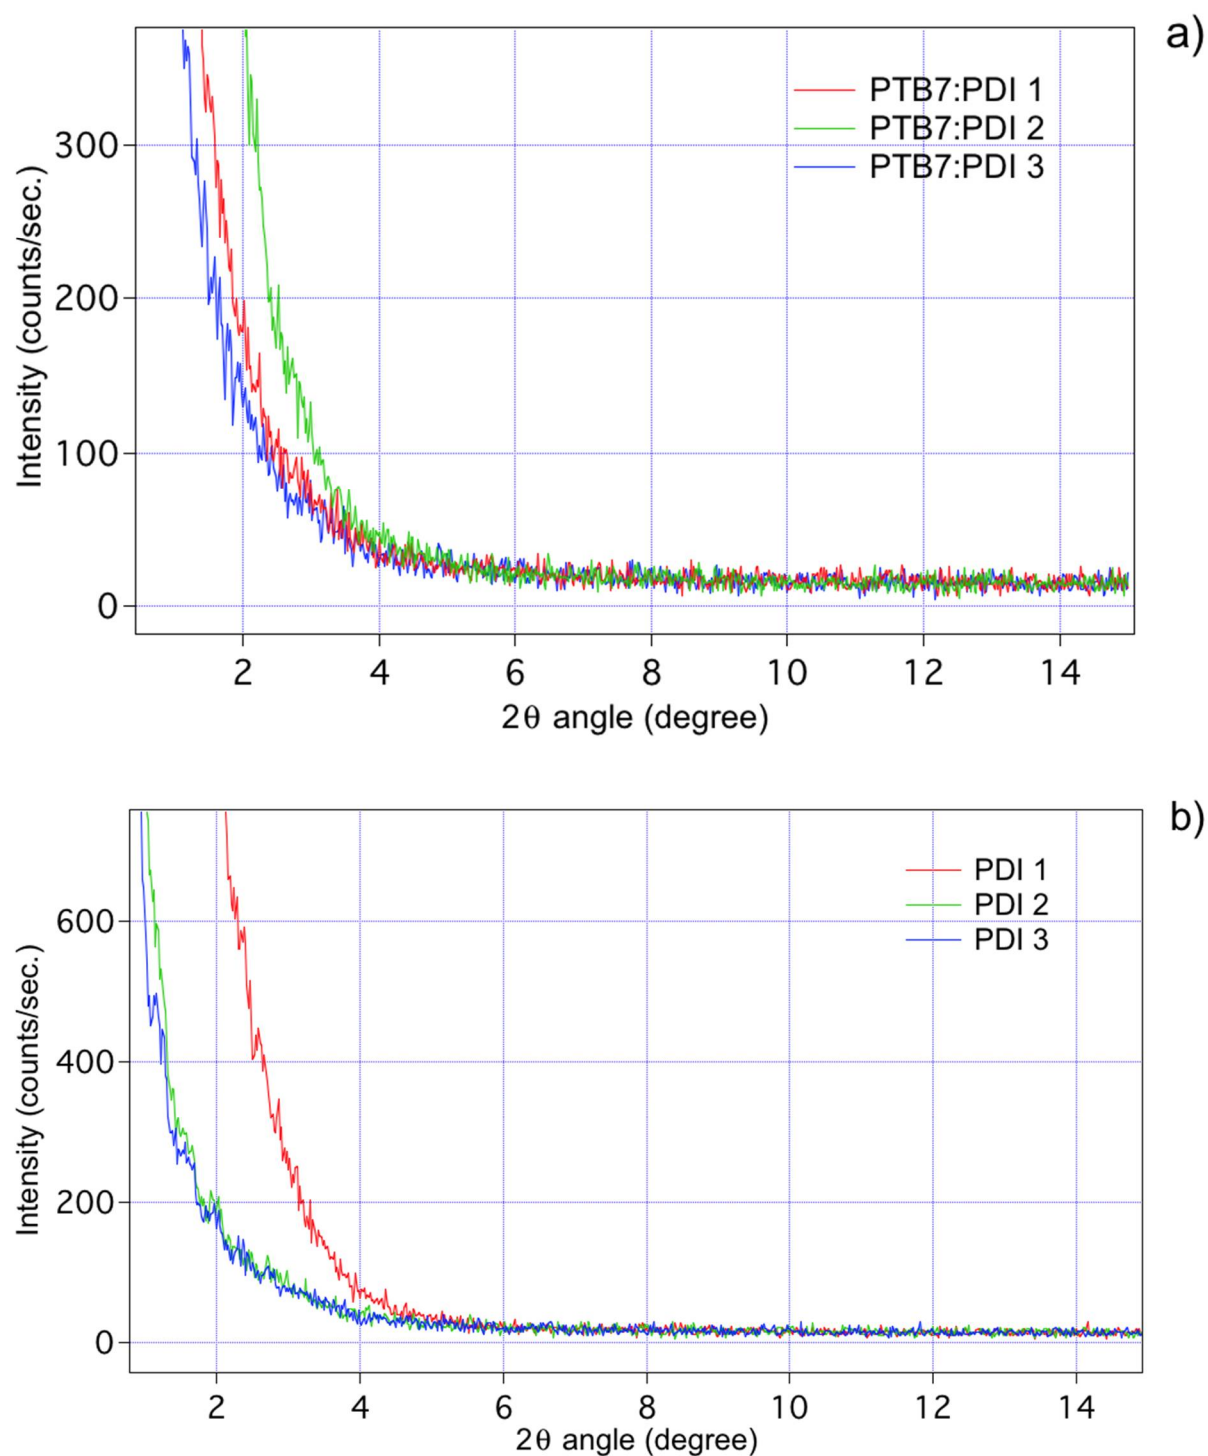 a)
PTB7:PDI 1
PTB7:PDI 2
PTB7:PDI 3
Intensity (counts/sec.)
300
200
100
0
2 4 6 8 10 12 14
2θ angle (degree)
b)
PDI 1
PDI 2
PDI 3
Intensity (counts/sec.)
600
400
200
0
2 4 6 8 10 12 14
2θ angle (degree)